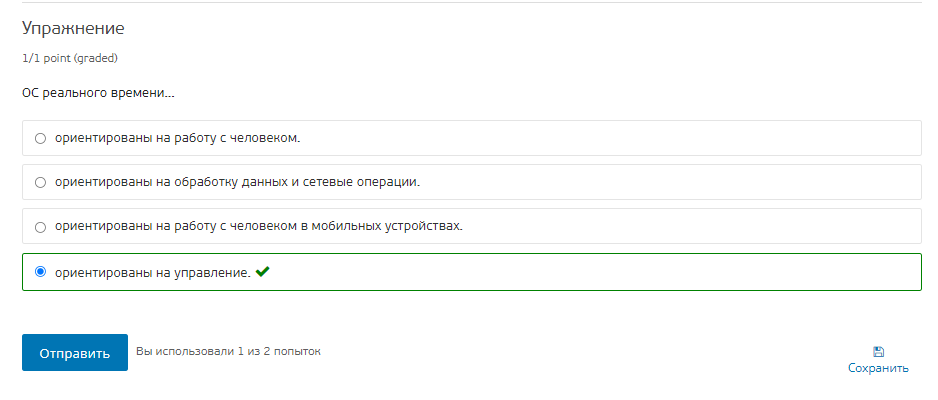 Упражнение
1/1 point (graded)
ОС реального времени...
ориентированы на работу с человеком.
ориентированы на обработку данных и сетевые операции.
ориентированы на работу с человеком в мобильных устройствах.
ориентированы на управление.
Отправить Вы использовали 1 из 2 попыток
Сохранить